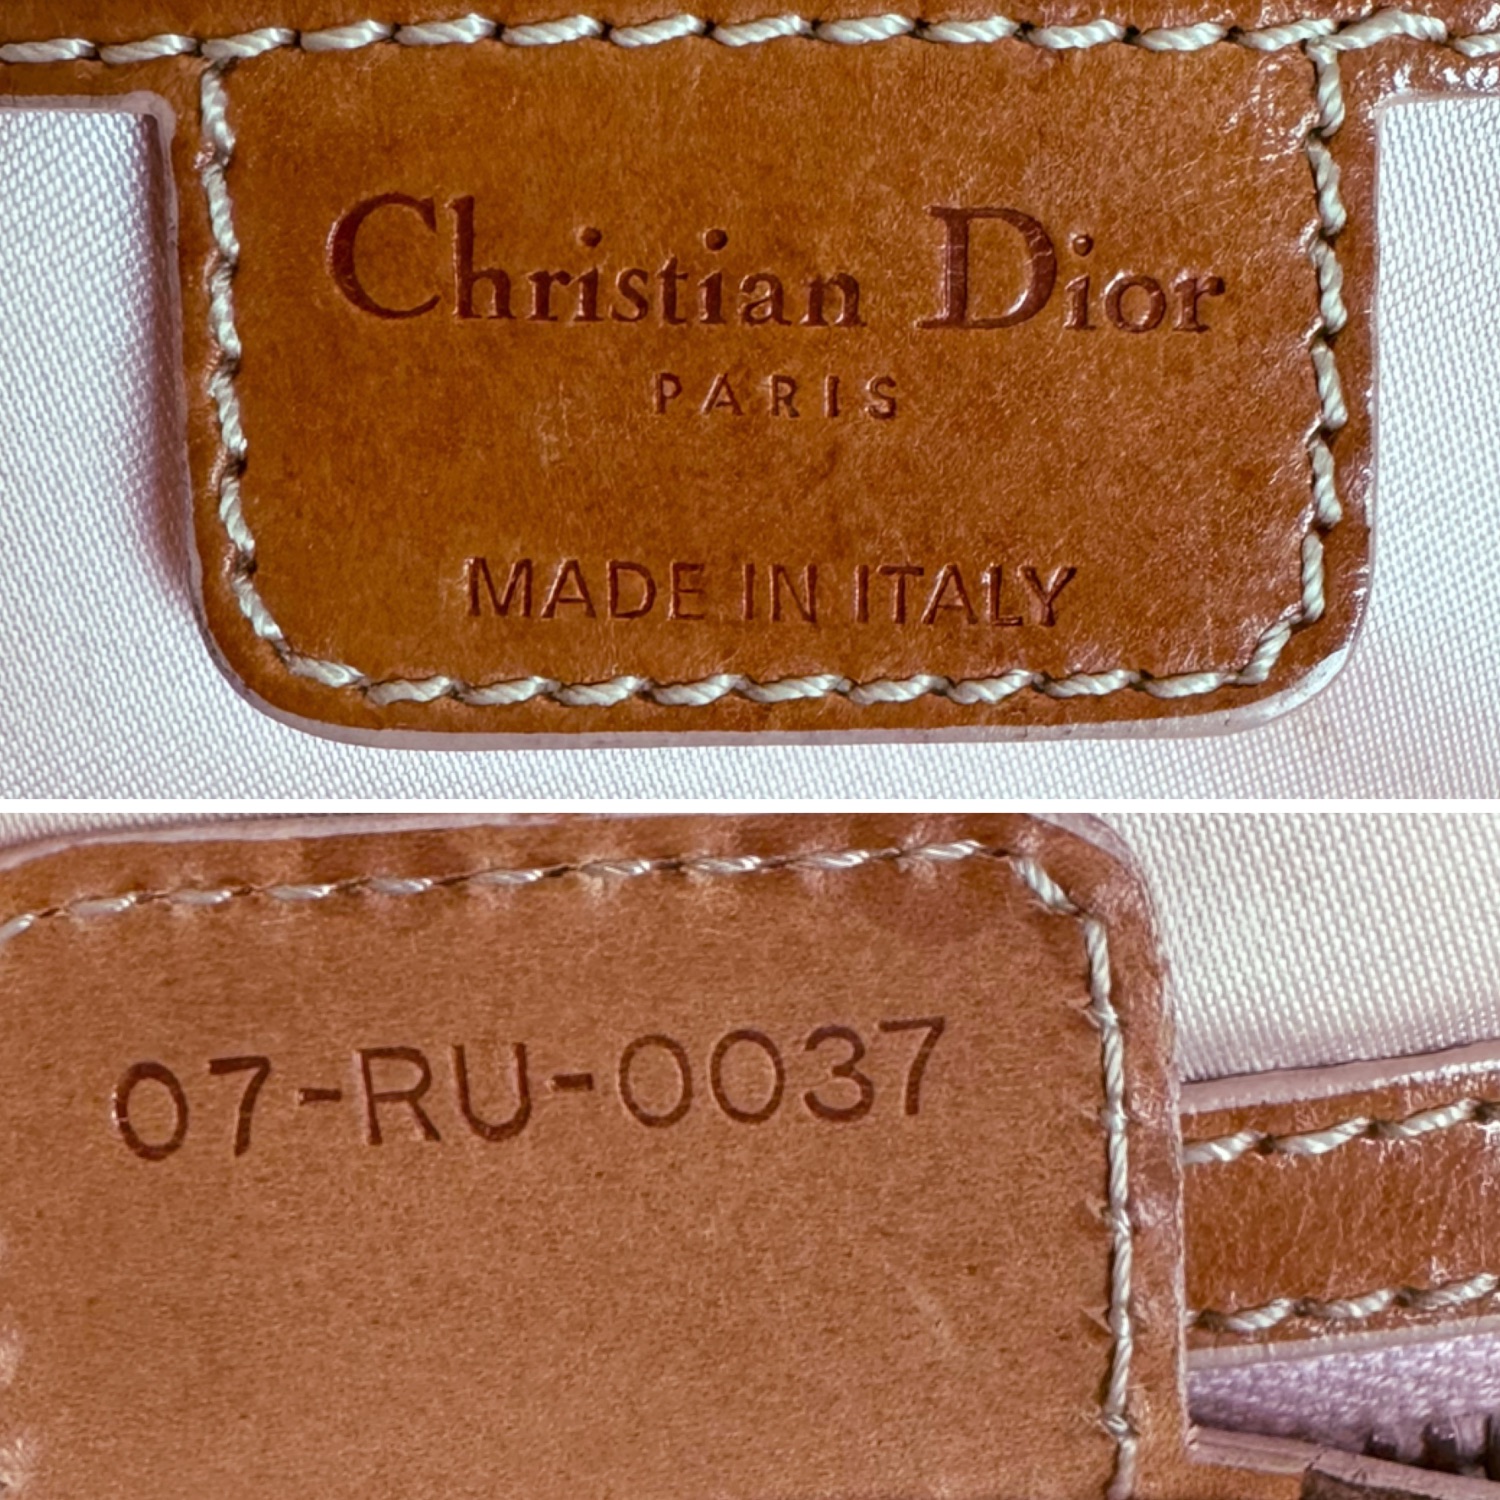 Christian Dior
PARIS
MADE IN ITALY
07-RU-0037